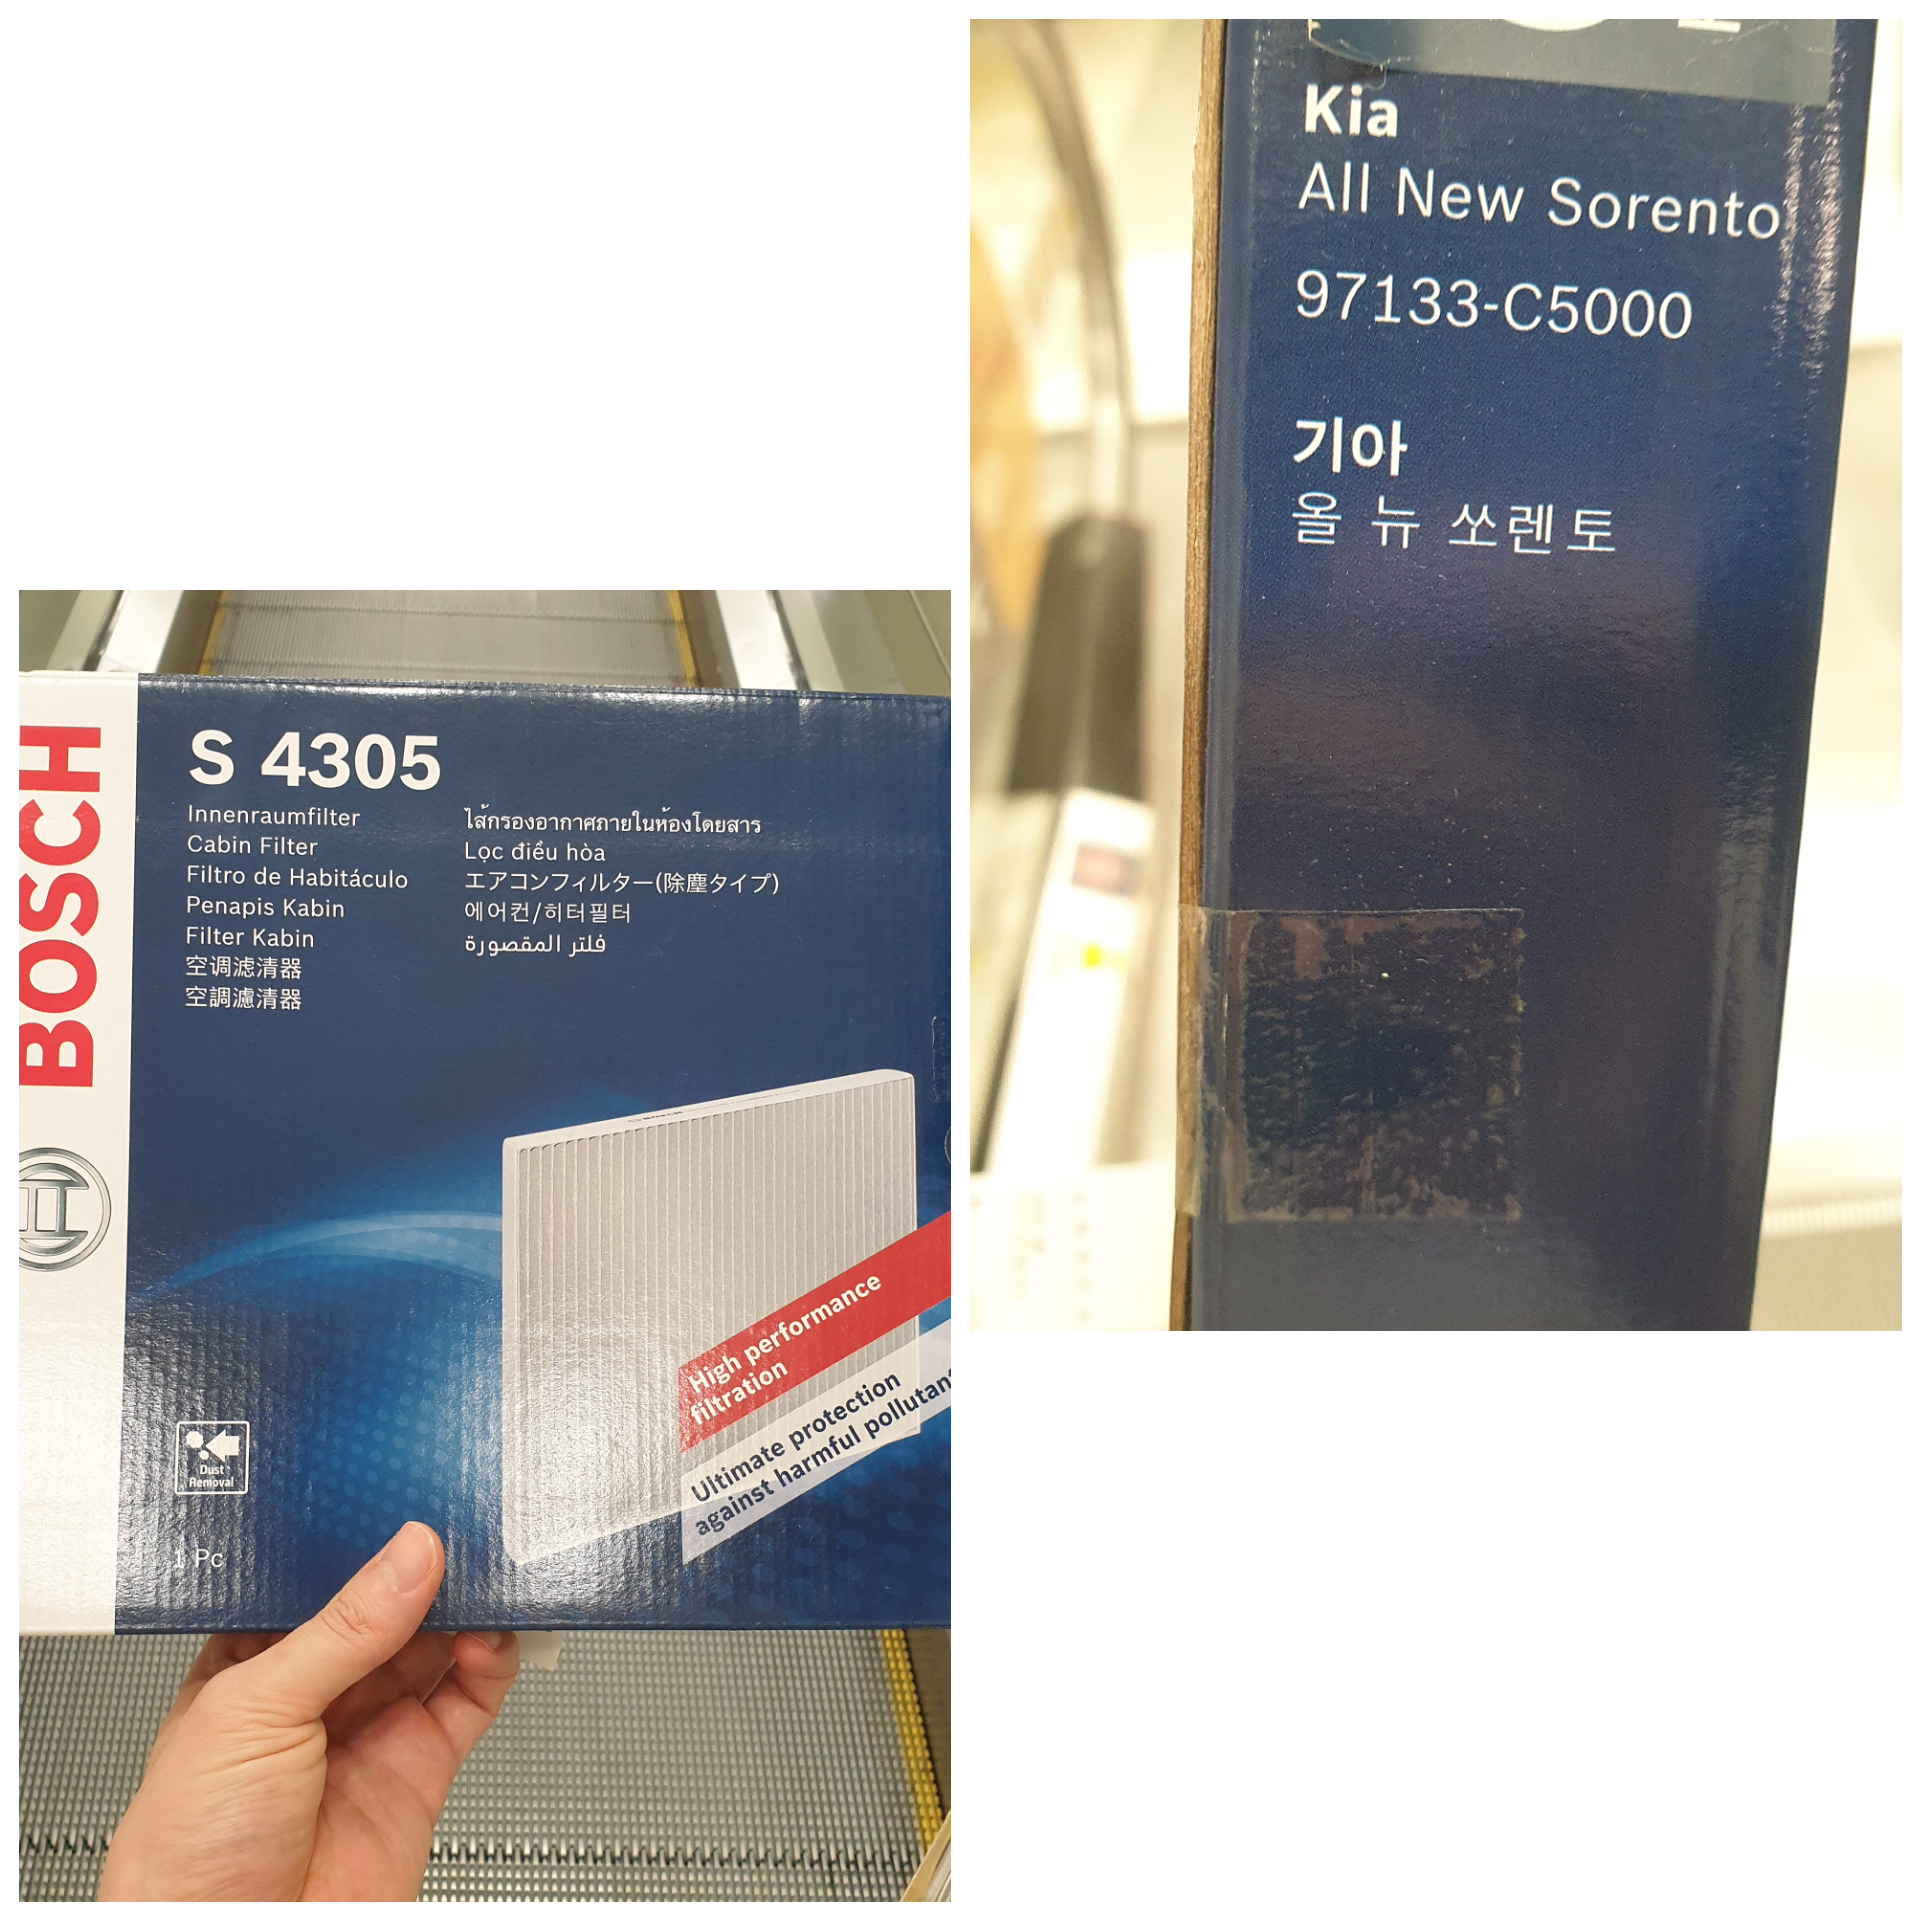 BOSCH
S 4305
Innenraumfilter
Cabin Filter
Filtro de Habitáculo
Penapis Kabin
Filter Kabin
空调滤清器
空調濾清器
ไส้กรองอากาศภายในห้องโดยสาร
Lọc điều hòa
エアコンフィルター(除塵タイプ)
에어컨/히터필터
فلتر المقصورة
BOSCH
High performance
filtration
Ultimate protection
against harmful
Dust
Removal
1 Pc
Kia
All New Sorento
97133-C5000
기아
올 뉴 쏘렌토